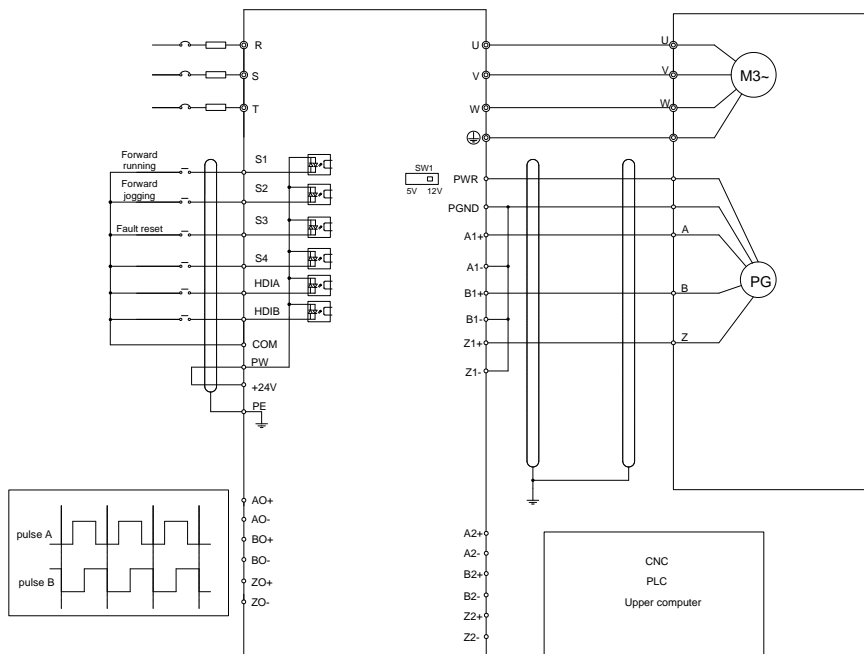 R
S
T
U
V
W
U
V
W
M3~
Forward
running
Forward
jogging
Fault reset
S1
S2
S3
S4
HDIA
HDIB
COM
PW
+24V
PE
SW1
5V 12V
PWR
PGND
A1+
A1-
B1+
B1-
Z1+
Z1-
A
B
Z
PG
pulse A
pulse B
AO+
AO-
BO+
BO-
ZO+
ZO-
A2+
A2-
B2+
B2-
Z2+
Z2-
CNC
PLC
Upper computer